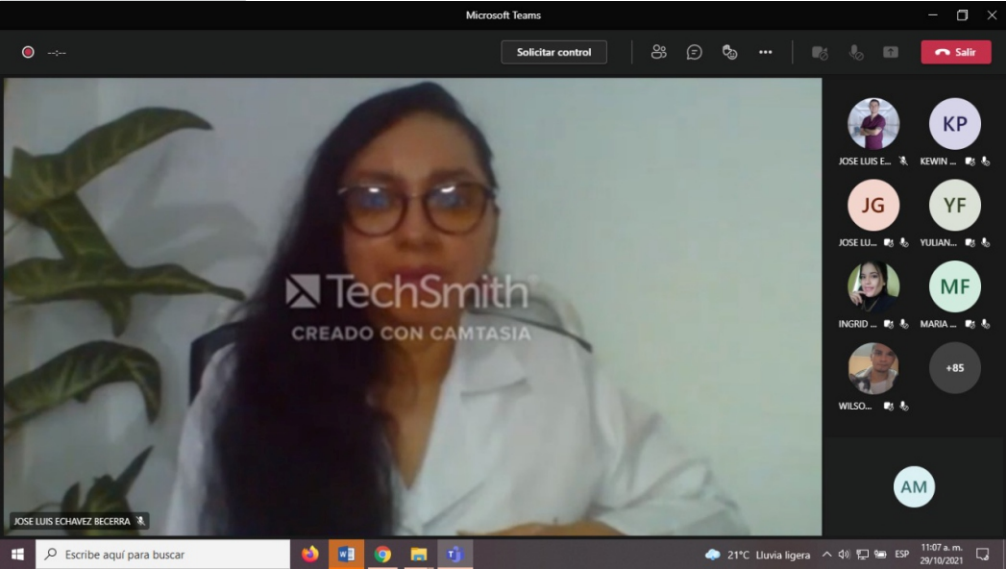 Microsoft Teams
--:--
Solicitar control
Salir
JOSE LUIS E...
KP
KEWIN ...
JG
JOSE LU...
YF
YULIAN...
INGRID ...
MF
MARIA ...
WILSO...
+85
AM
TechSmith
CREADO CON CAMTASIA
JOSE LUIS ECHAVEZ BECERRA
Escribe aquí para buscar
W
21°C Lluvia ligera
ESP
11:07 a. m.
29/10/2021